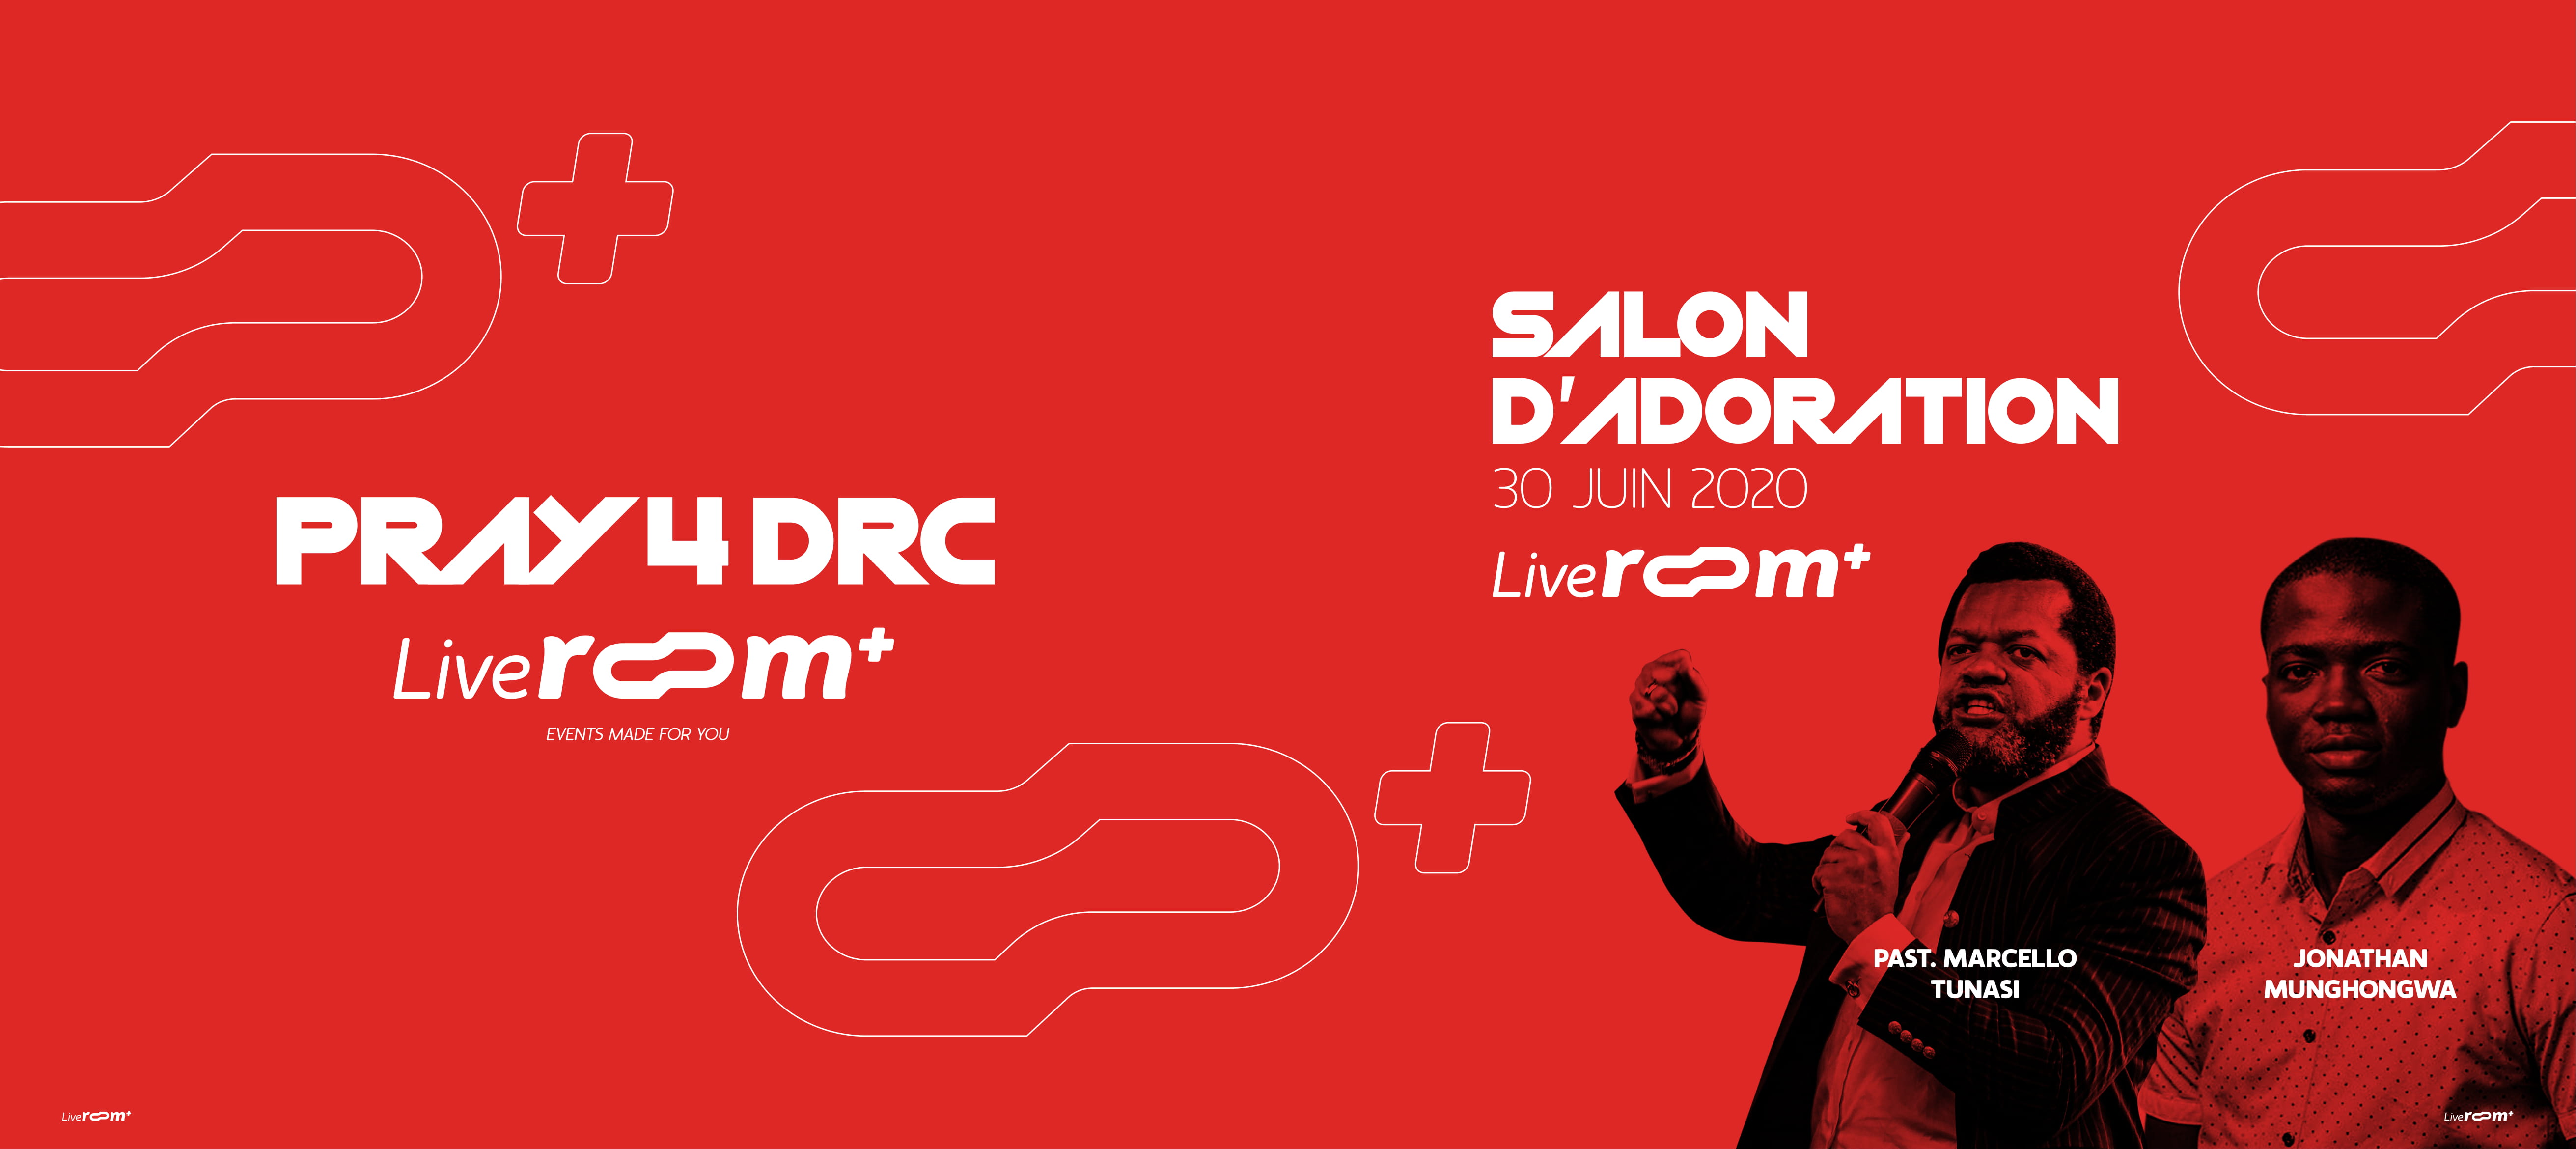 PRAY 4 DRC
Liveroom+
EVENTS MADE FOR YOU
Liveroom+
SALON
D'ADORATION
30 JUIN 2020
Liveroom+
PAST. MARCELLO
TUNASI
JONATHAN
MUNGHONGWA
Liveroom+